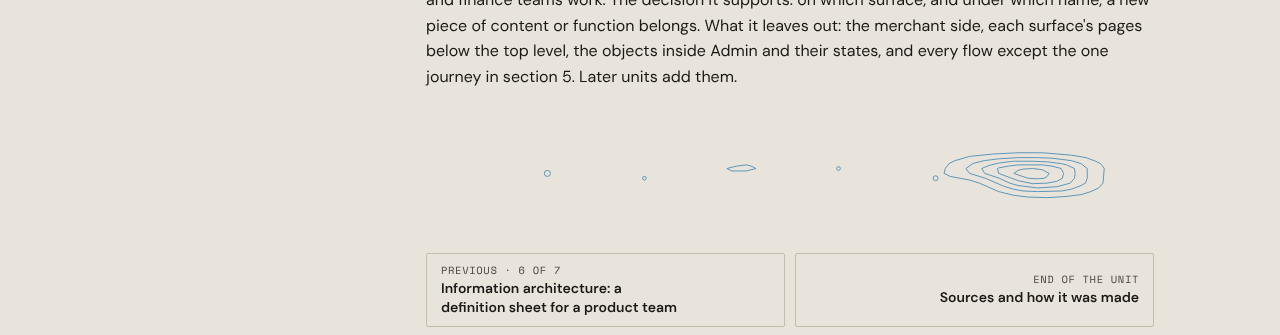 and finance teams work. The decision it supports: on which surface, and under which name, a new
piece of content or function belongs. What it leaves out: the merchant side, each surface's pages
below the top level, the objects inside Admin and their states, and every flow except the one
journey in section 5. Later units add them.
PREVIOUS · 6 OF 7
Information architecture: a
definition sheet for a product team
END OF THE UNIT
Sources and how it was made